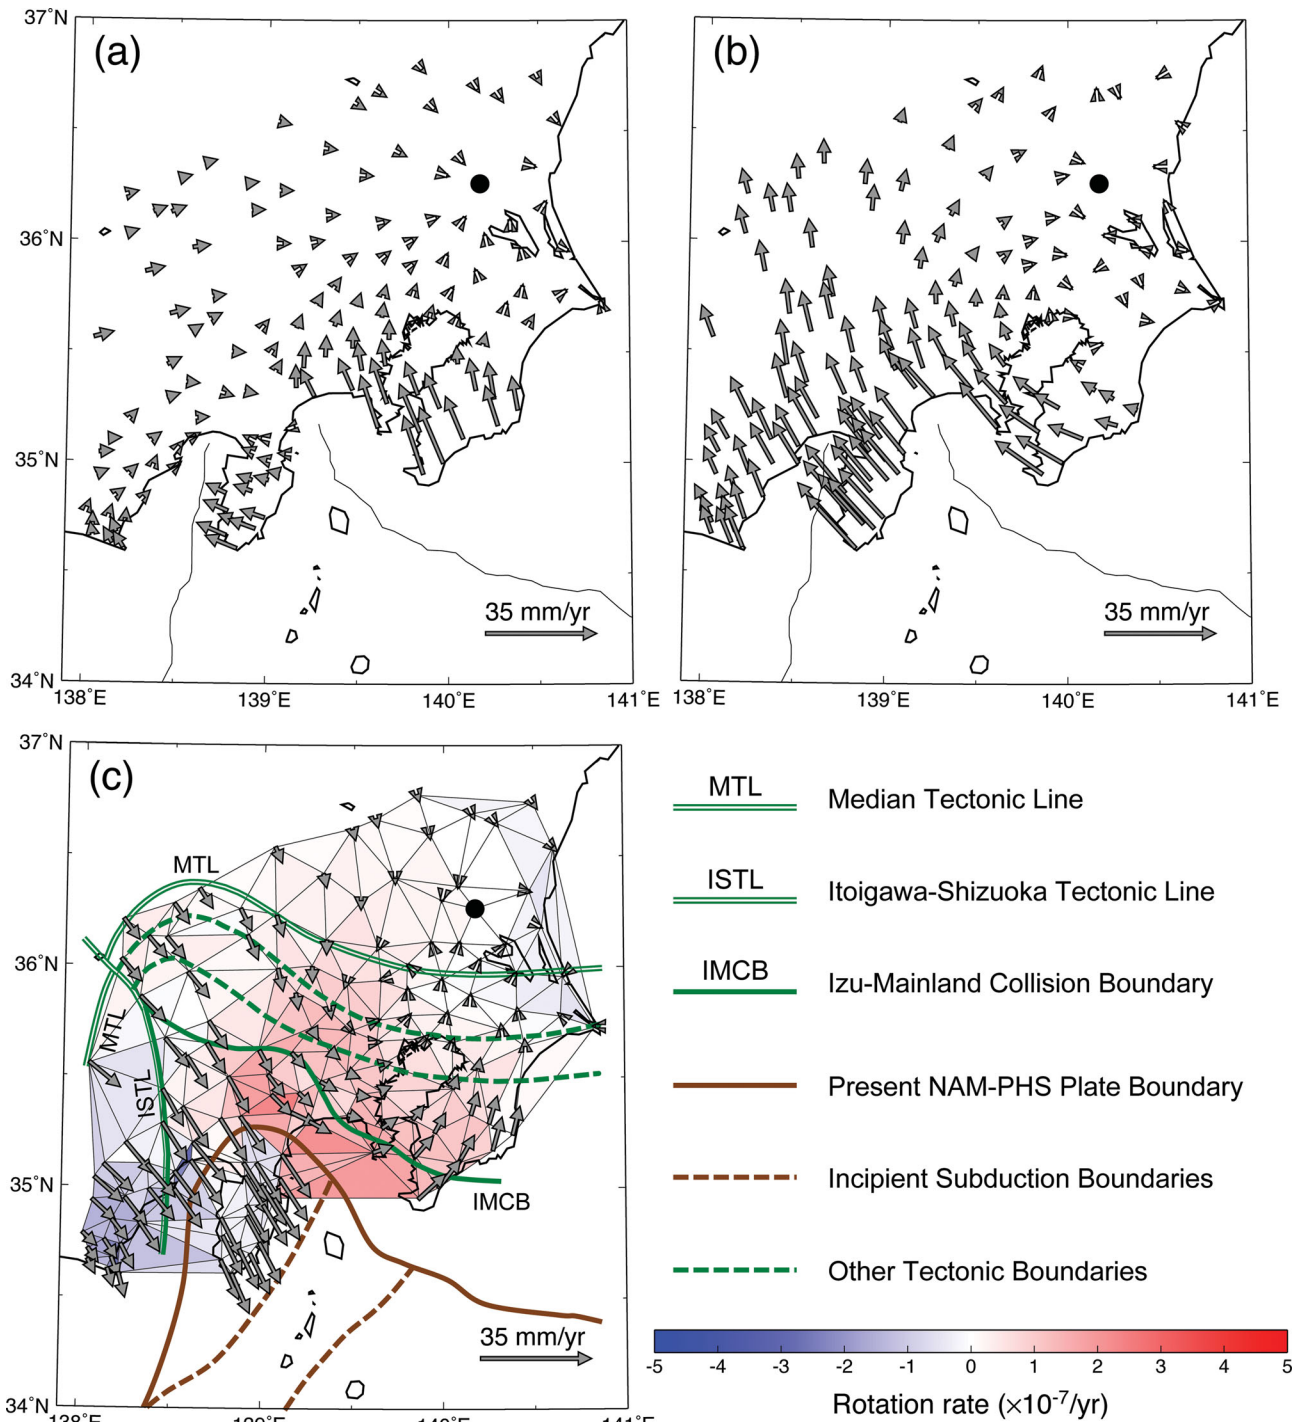 37°N
(a)
(b)
36°N
35°N
35 mm/yr
35 mm/yr
34°N
138°E
139°E
140°E
141°E
138°E
139°E
140°E
141°E
37°N
(c)
MTL
36°N
MTL
ISTL
35°N
IMCB
35 mm/yr
34°N
MTL
Median Tectonic Line
ISTL
Itoigawa-Shizuoka Tectonic Line
IMCB
Izu-Mainland Collision Boundary
Present NAM-PHS Plate Boundary
Incipient Subduction Boundaries
Other Tectonic Boundaries
-5 -4 -3 -2 -1 0 1 2 3 4 5
Rotation rate (×10⁻⁷/yr)